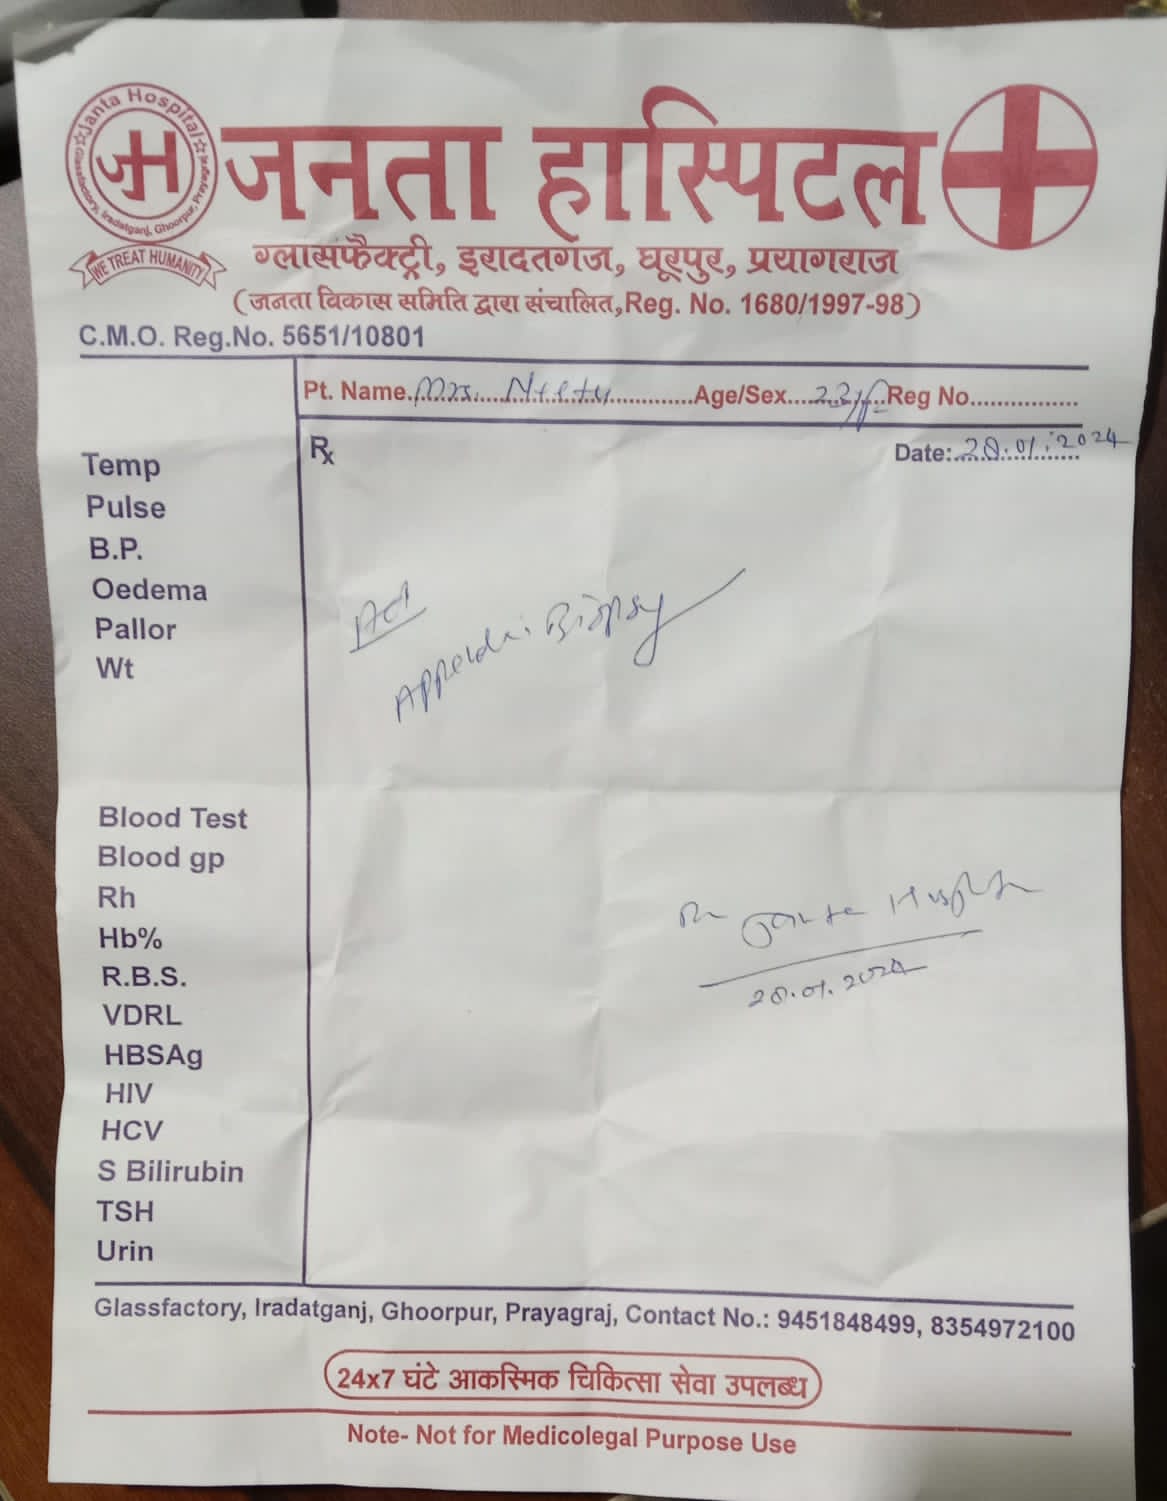 ☆Janta Hospital☆
Glassfactory, Iradatganj, Ghoorpur, Prayagraj
JH
WE TREAT HUMANITY
जनता हास्पिटल
ग्लासफैक्ट्री, इरादतगंज, घूरपुर, प्रयागराज
(जनता विकास समिति द्वारा संचालित,Reg. No. 1680/1997-98)
C.M.O. Reg.No. 5651/10801
Pt. Name. Mrs. Age/Sex 23/F Reg No.
Rx
Date: 20.01.2024
Temp
Pulse
B.P.
Oedema
Pallor
Wt
Adv
Biopsy
Blood Test
Blood gp
Rh
Hb%
R.B.S.
VDRL
HBSAg
HIV
HCV
S Bilirubin
TSH
Urin
Janta Hospital
20.01.2024
Glassfactory, Iradatganj, Ghoorpur, Prayagraj, Contact No.: 9451848499, 8354972100
24x7 घंटे आकस्मिक चिकित्सा सेवा उपलब्ध
Note- Not for Medicolegal Purpose Use